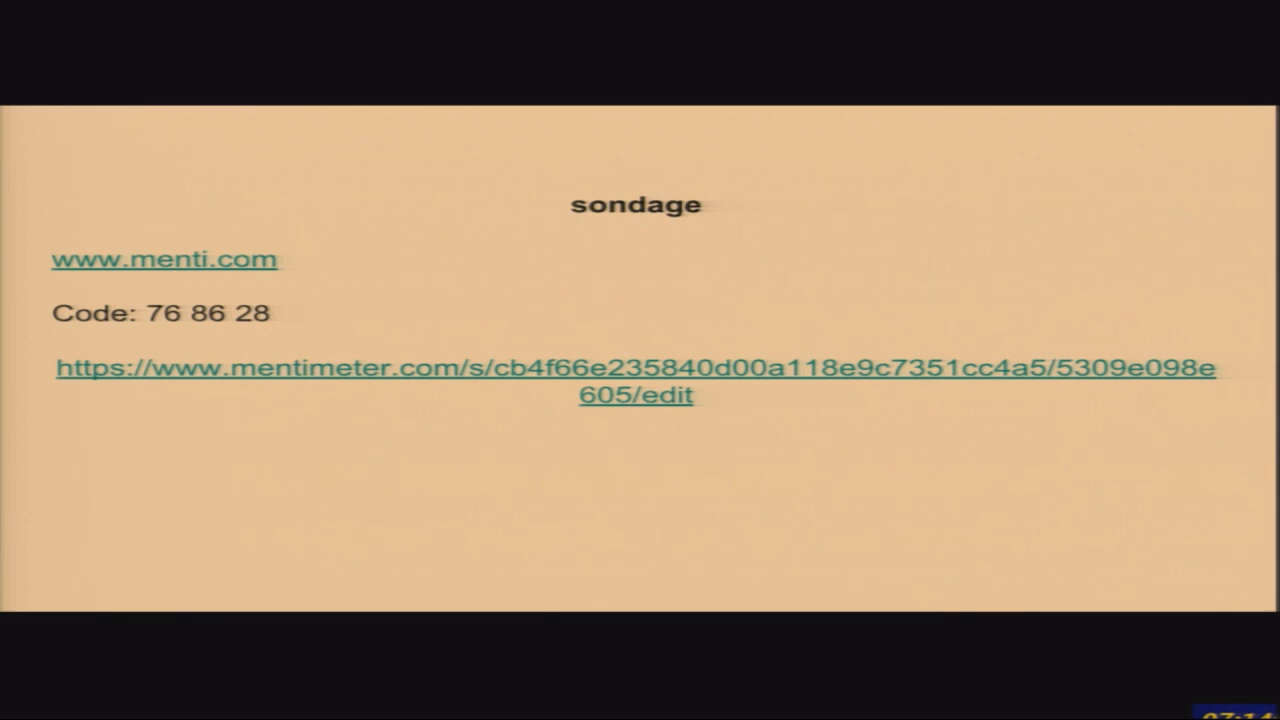 sondage
www.menti.com
Code: 76 86 28
https://www.mentimeter.com/s/cb4f66e235840d00a118e9c7351cc4a5/5309e098e
605/edit